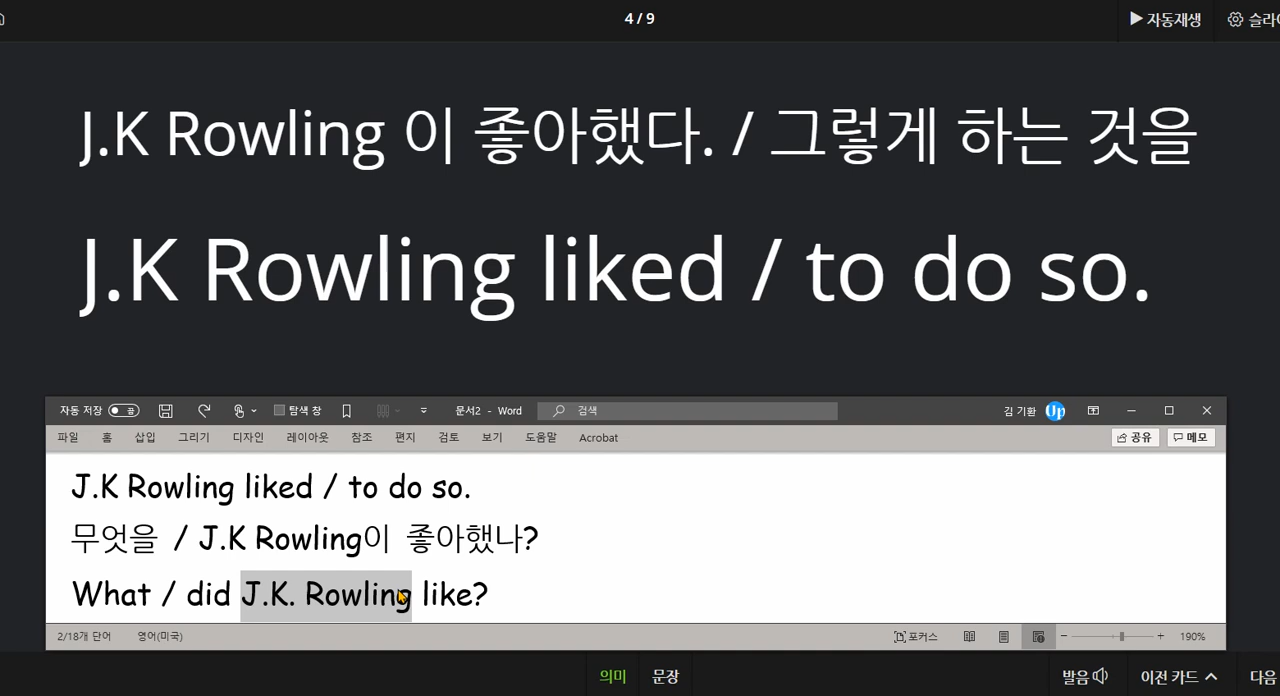 4 / 9
▶ 자동재생
J.K Rowling 이 좋아했다. / 그렇게 하는 것을
J.K Rowling liked / to do so.
자동 저장 끔 탐색 창 문서2 - Word 검색 김 기환 Up
파일 홈 삽입 그리기 디자인 레이아웃 참조 편지 검토 보기 도움말 Acrobat 공유 메모
J.K Rowling liked / to do so.
무엇을 / J.K Rowling이 좋아했나?
What / did J.K. Rowling like?
2/18개 단어 영어(미국) 포커스 190%
의미 문장 발음 이전 카드 다음